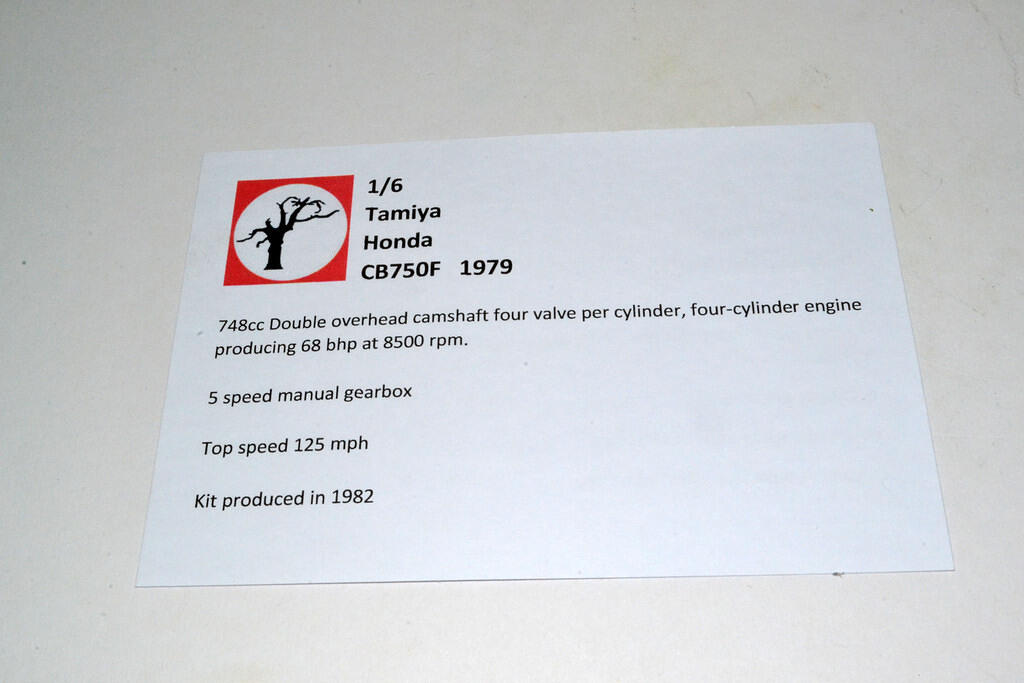 1/6
Tamiya
Honda
CB750F 1979
748cc Double overhead camshaft four valve per cylinder, four-cylinder engine
producing 68 bhp at 8500 rpm.
5 speed manual gearbox
Top speed 125 mph
Kit produced in 1982